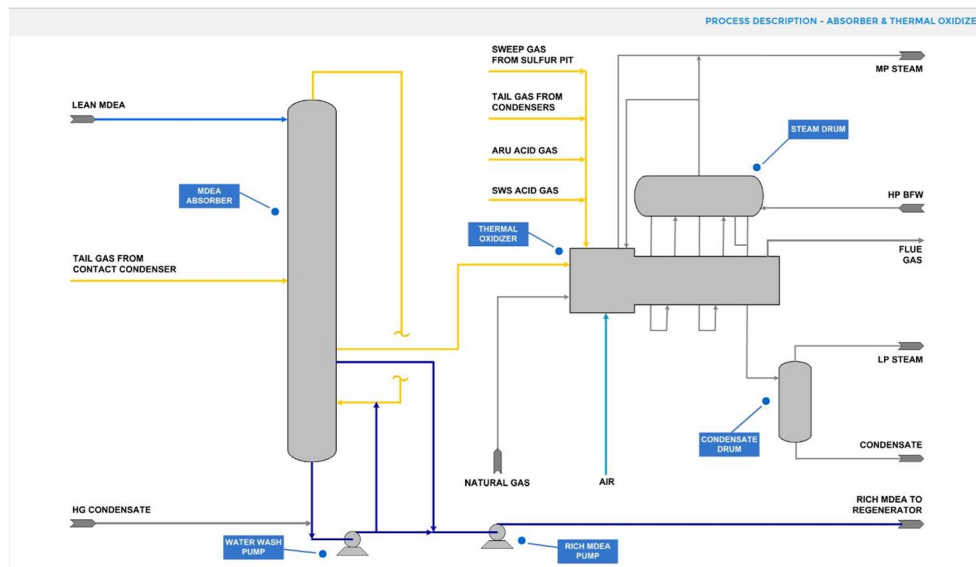 PROCESS DESCRIPTION - ABSORBER & THERMAL OXIDIZE
SWEEP GAS
FROM SULFUR PIT
MP STEAM
LEAN MDEA
TAIL GAS FROM
CONDENSERS
STEAM DRUM
ARU ACID GAS
MDEA
ABSORBER
SWS ACID GAS
HP BFW
THERMAL
OXIDIZER
FLUE
GAS
TAIL GAS FROM
CONTACT CONDENSER
LP STEAM
CONDENSATE
DRUM
CONDENSATE
NATURAL GAS
AIR
RICH MDEA TO
REGENERATOR
HG CONDENSATE
WATER WASH
PUMP
RICH MDEA
PUMP